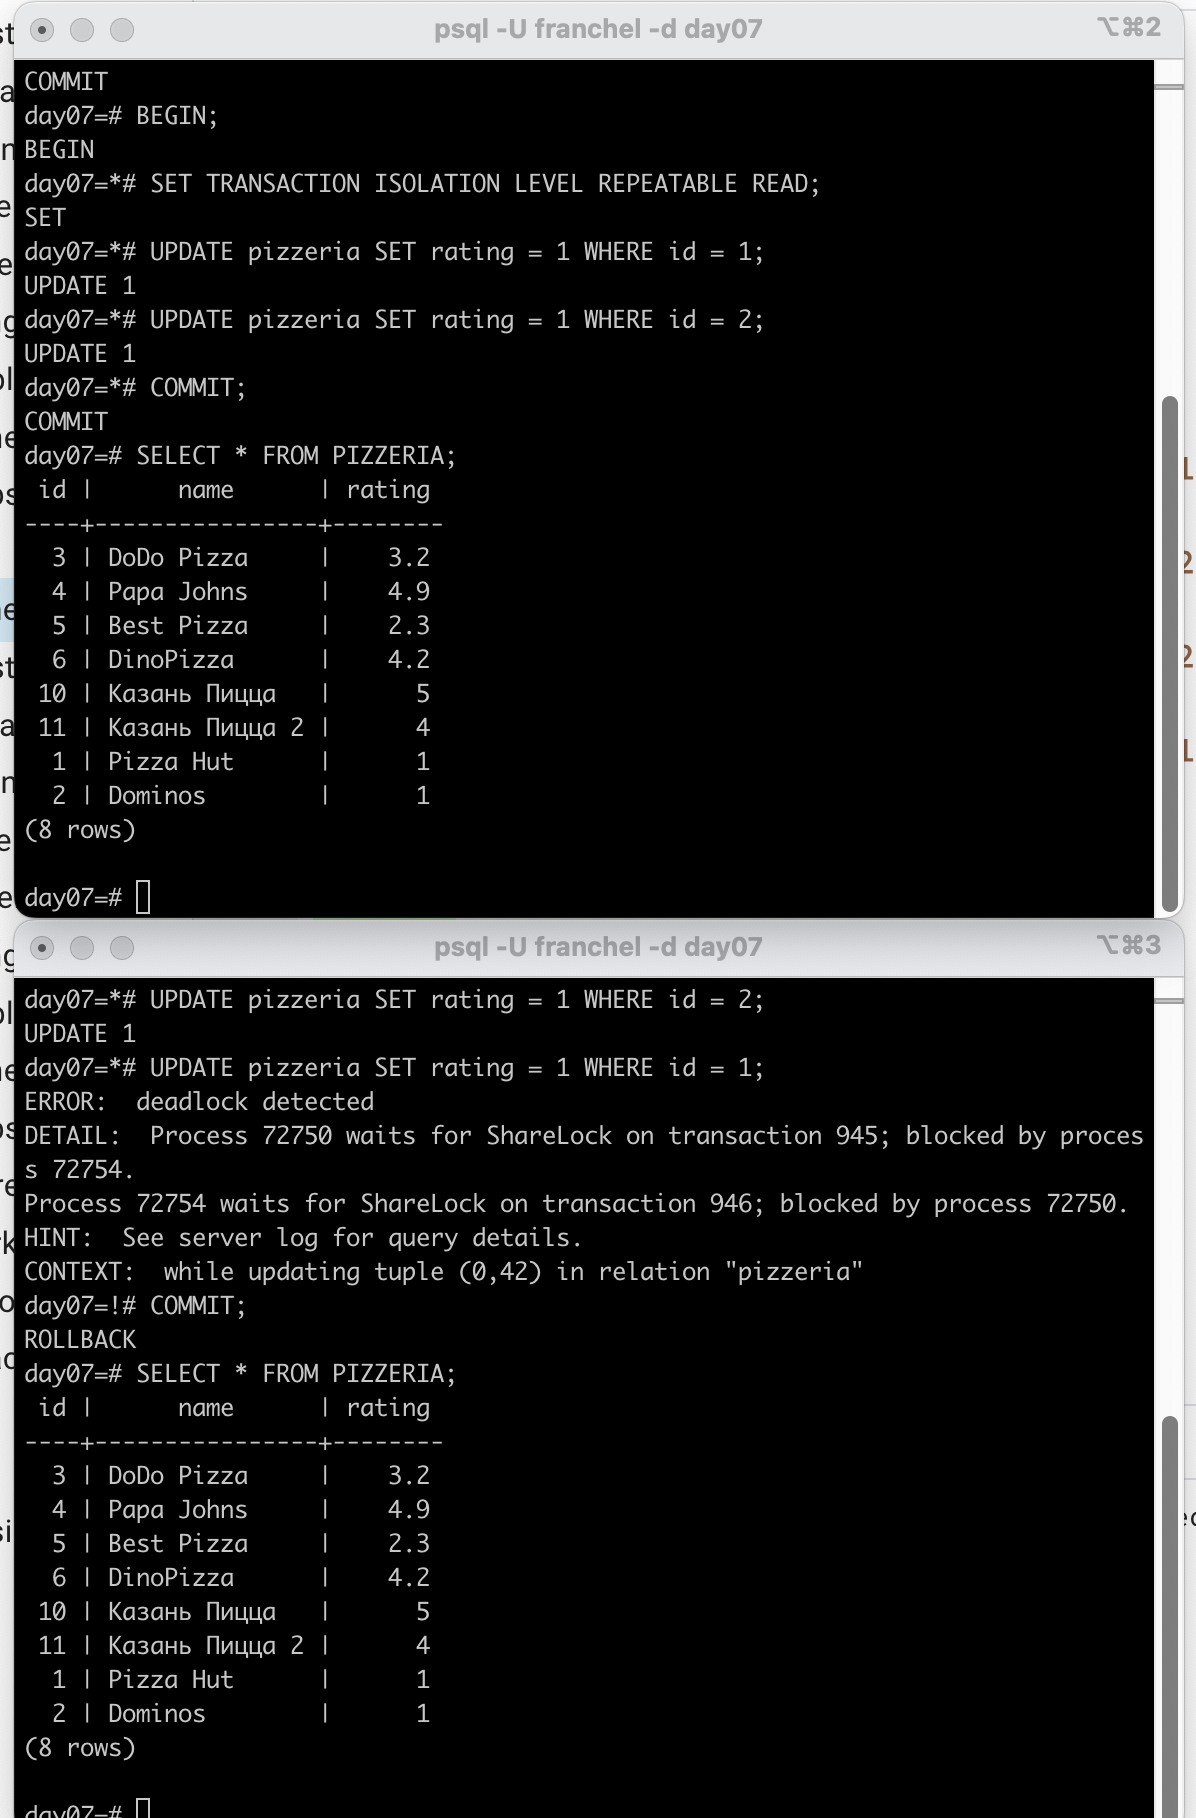 psql -U franchel -d day07 ⌥⌘2
COMMIT
day07=# BEGIN;
BEGIN
day07=*# SET TRANSACTION ISOLATION LEVEL REPEATABLE READ;
SET
day07=*# UPDATE pizzeria SET rating = 1 WHERE id = 1;
UPDATE 1
day07=*# UPDATE pizzeria SET rating = 1 WHERE id = 2;
UPDATE 1
day07=*# COMMIT;
COMMIT
day07=# SELECT * FROM PIZZERIA;
 id |      name      | rating
----+----------------+--------
  3 | DoDo Pizza     |    3.2
  4 | Papa Johns     |    4.9
  5 | Best Pizza     |    2.3
  6 | DinoPizza      |    4.2
 10 | Казань Пицца   |      5
 11 | Казань Пицца 2 |      4
  1 | Pizza Hut      |      1
  2 | Dominos        |      1
(8 rows)
day07=#
psql -U franchel -d day07 ⌥⌘3
day07=*# UPDATE pizzeria SET rating = 1 WHERE id = 2;
UPDATE 1
day07=*# UPDATE pizzeria SET rating = 1 WHERE id = 1;
ERROR:  deadlock detected
DETAIL:  Process 72750 waits for ShareLock on transaction 945; blocked by proces
s 72754.
Process 72754 waits for ShareLock on transaction 946; blocked by process 72750.
HINT:  See server log for query details.
CONTEXT:  while updating tuple (0,42) in relation "pizzeria"
day07=!# COMMIT;
ROLLBACK
day07=# SELECT * FROM PIZZERIA;
 id |      name      | rating
----+----------------+--------
  3 | DoDo Pizza     |    3.2
  4 | Papa Johns     |    4.9
  5 | Best Pizza     |    2.3
  6 | DinoPizza      |    4.2
 10 | Казань Пицца   |      5
 11 | Казань Пицца 2 |      4
  1 | Pizza Hut      |      1
  2 | Dominos        |      1
(8 rows)
day07=#